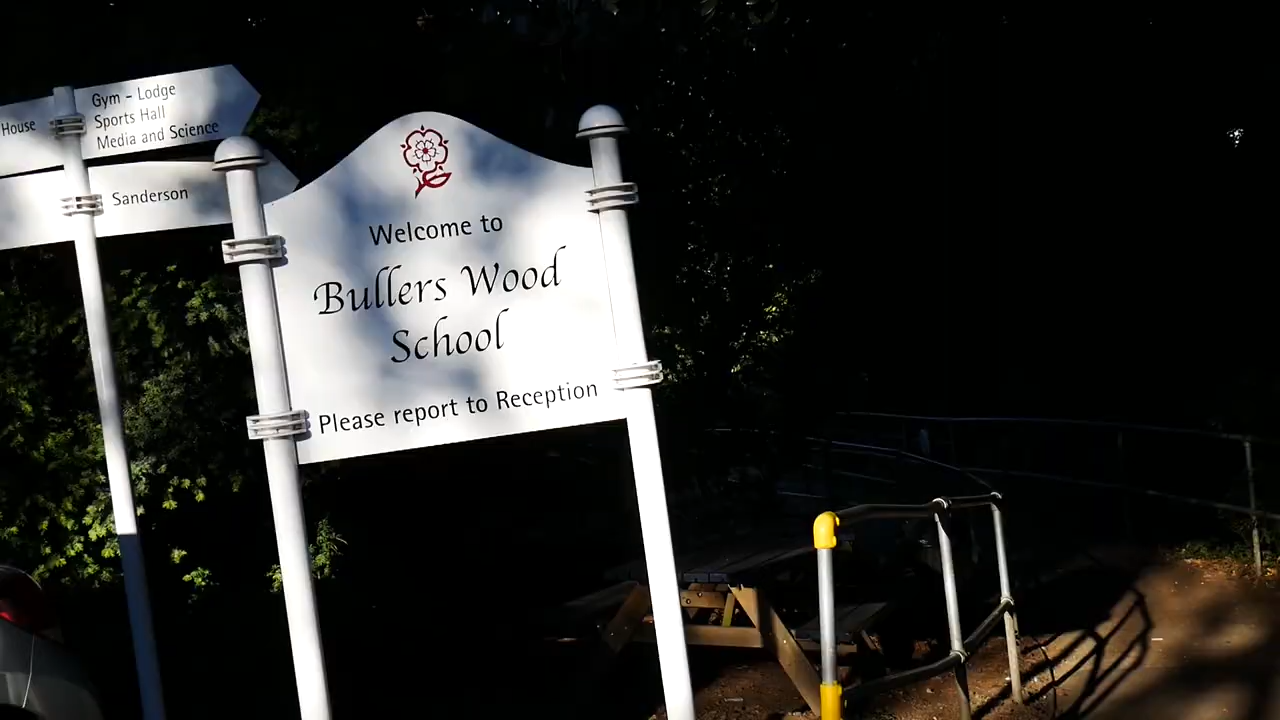 House
Gym - Lodge
Sports Hall
Media and Science
Sanderson
Welcome to
Bullers Wood
School
Please report to Reception